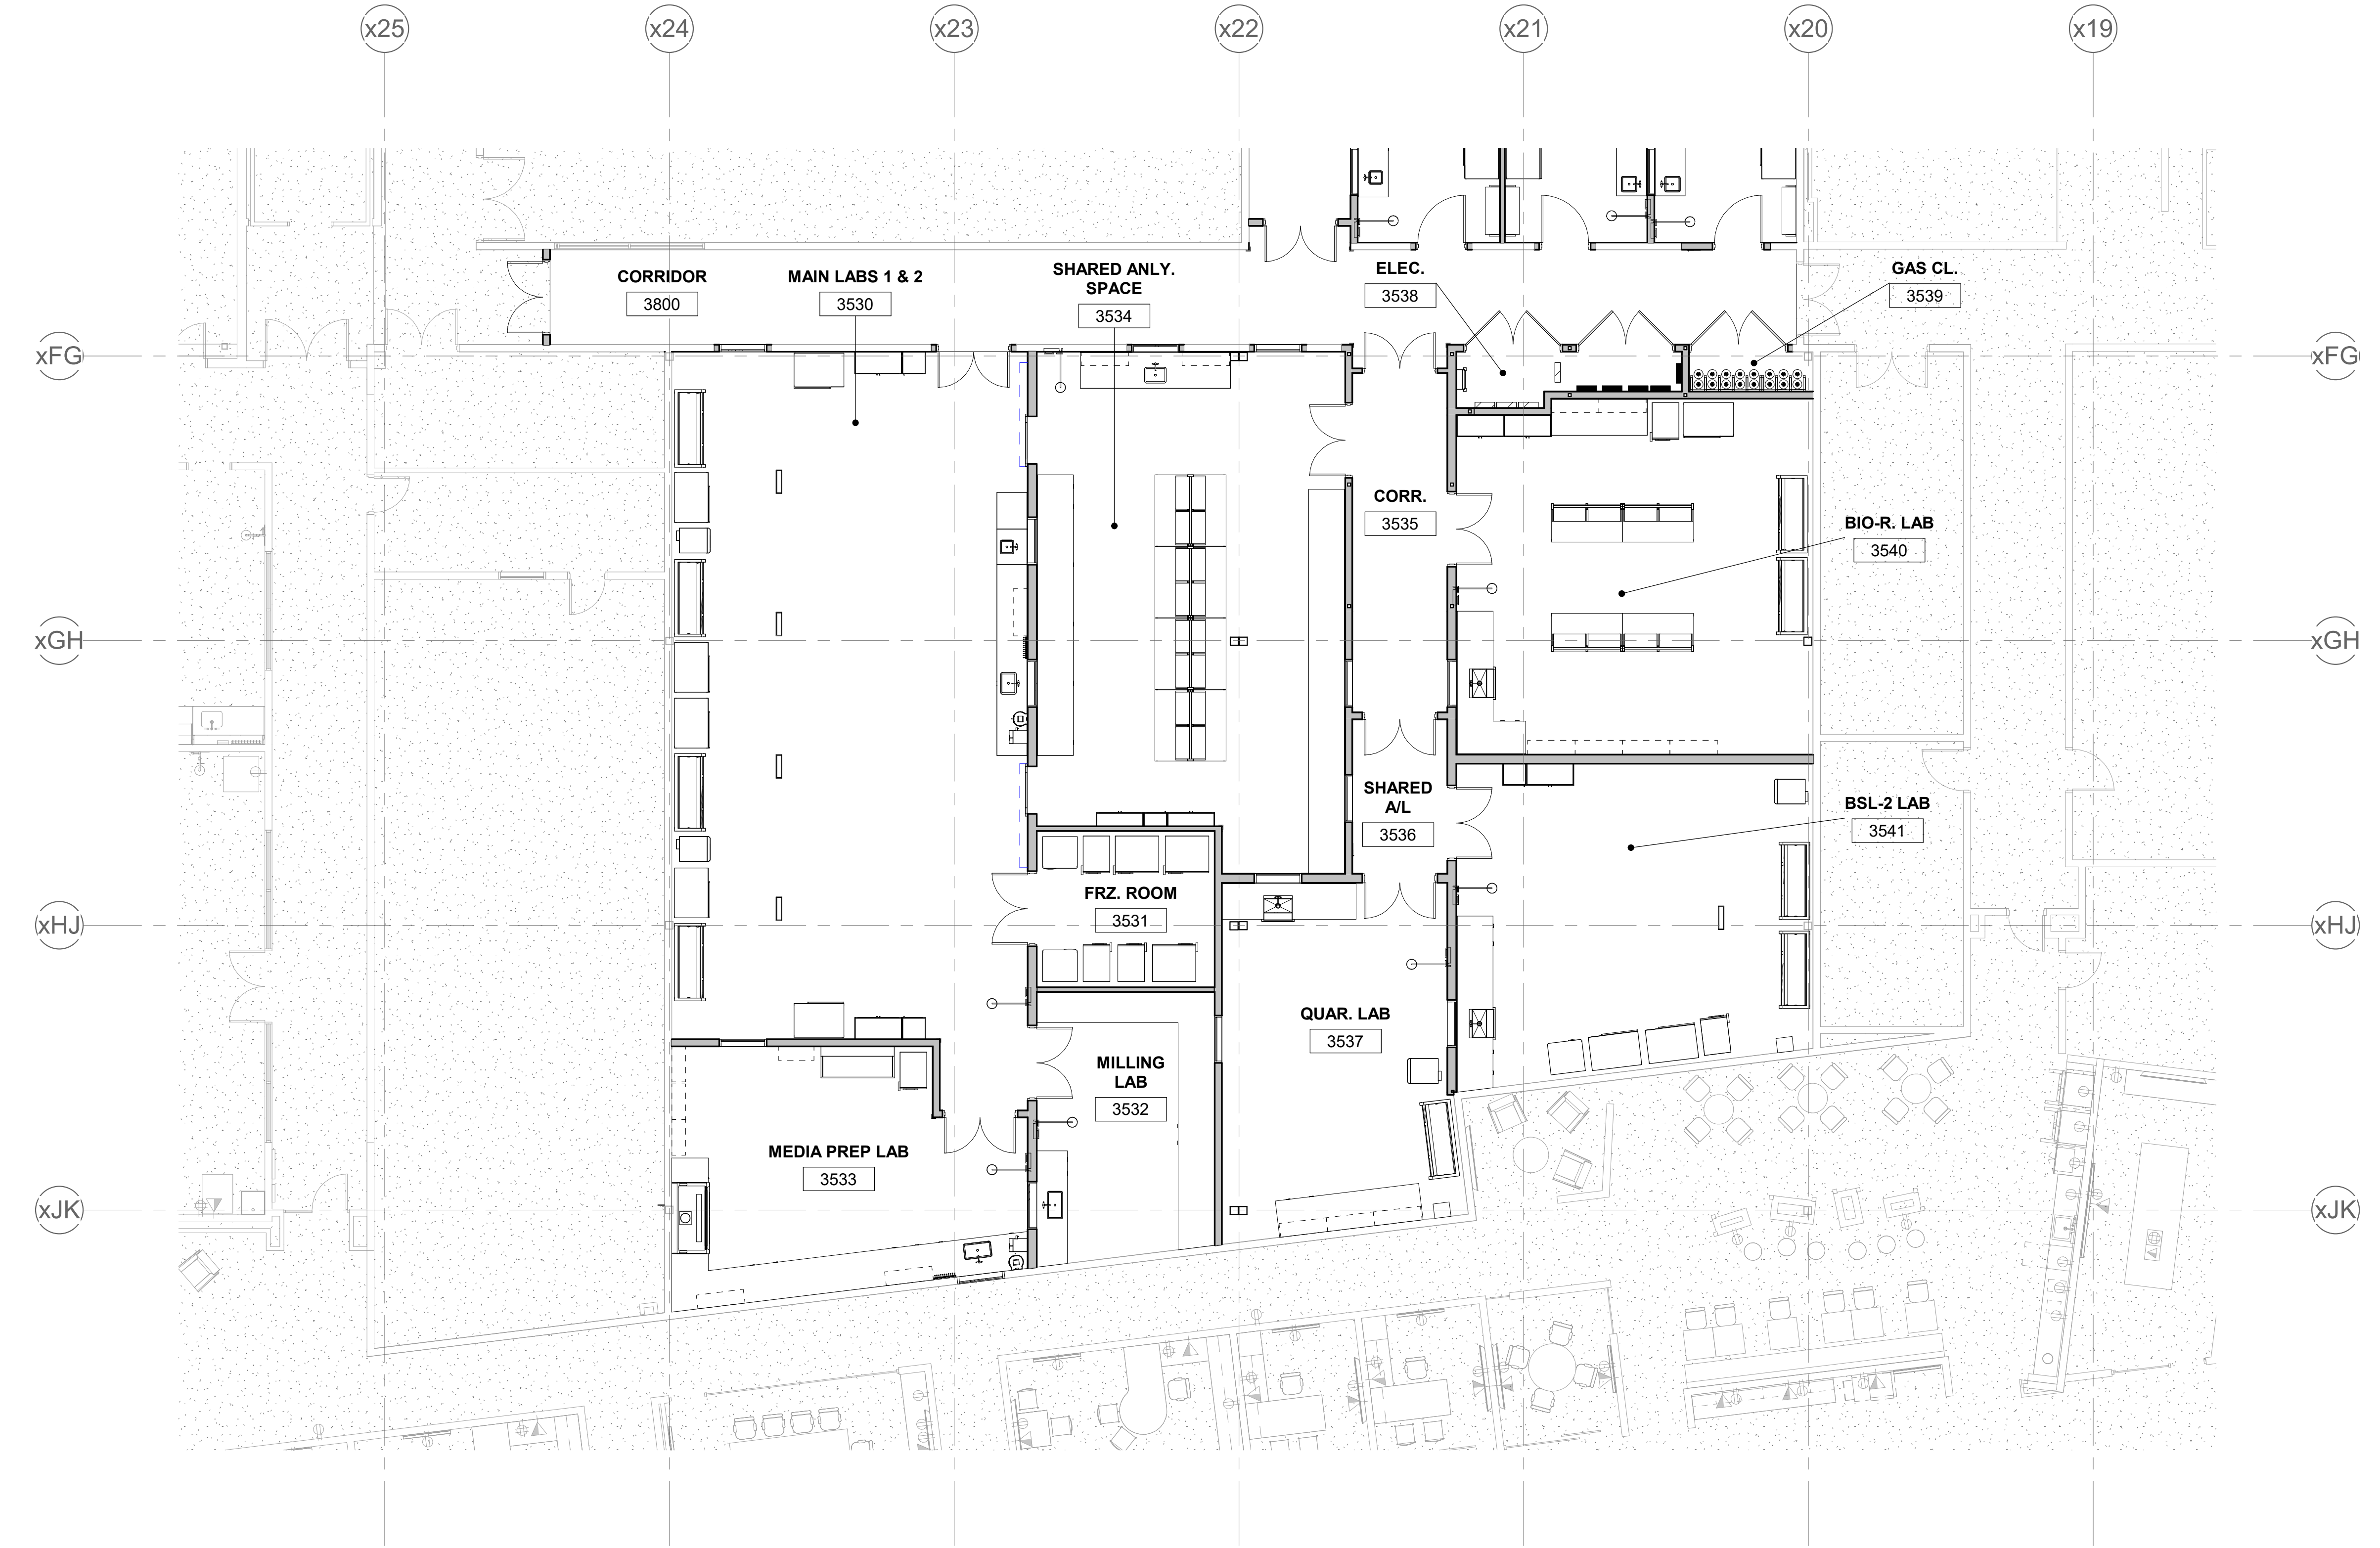 x25
x24
x23
x22
x21
x20
x19
CORRIDOR
3800
MAIN LABS 1 & 2
3530
SHARED ANLY.
SPACE
3534
ELEC.
3538
GAS CL.
3539
xFG
xFG
CORR.
3535
BIO-R. LAB
3540
xGH
xGH
SHARED
A/L
3536
BSL-2 LAB
3541
FRZ. ROOM
3531
xHJ
xHJ
QUAR. LAB
3537
MILLING
LAB
3532
MEDIA PREP LAB
3533
xJK
xJK